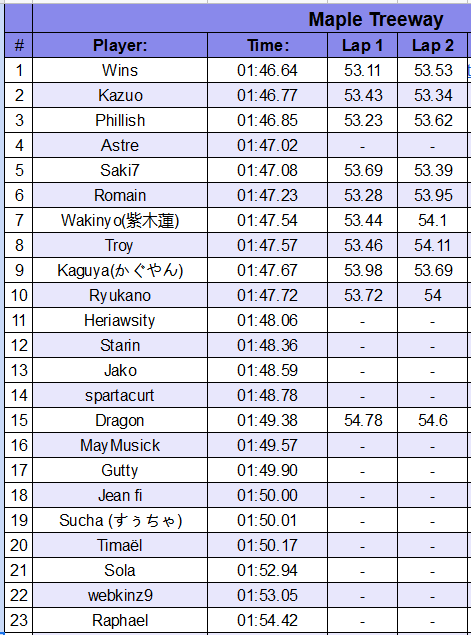 Maple Treeway
# Player: Time: Lap 1 Lap 2
1 Wins 01:46.64 53.11 53.53
2 Kazuo 01:46.77 53.43 53.34
3 Phillish 01:46.85 53.23 53.62
4 Astre 01:47.02 - -
5 Saki7 01:47.08 53.69 53.39
6 Romain 01:47.23 53.28 53.95
7 Wakinyo(紫木蓮) 01:47.54 53.44 54.1
8 Troy 01:47.57 53.46 54.11
9 Kaguya(かぐやん) 01:47.67 53.98 53.69
10 Ryukano 01:47.72 53.72 54
11 Heriawsity 01:48.06 - -
12 Starin 01:48.36 - -
13 Jako 01:48.59 - -
14 spartacurt 01:48.78 - -
15 Dragon 01:49.38 54.78 54.6
16 MayMusick 01:49.57 - -
17 Gutty 01:49.90 - -
18 Jean fi 01:50.00 - -
19 Sucha (すぅちゃ) 01:50.01 - -
20 Timaël 01:50.17 - -
21 Sola 01:52.94 - -
22 webkinz9 01:53.05 - -
23 Raphael 01:54.42 - -